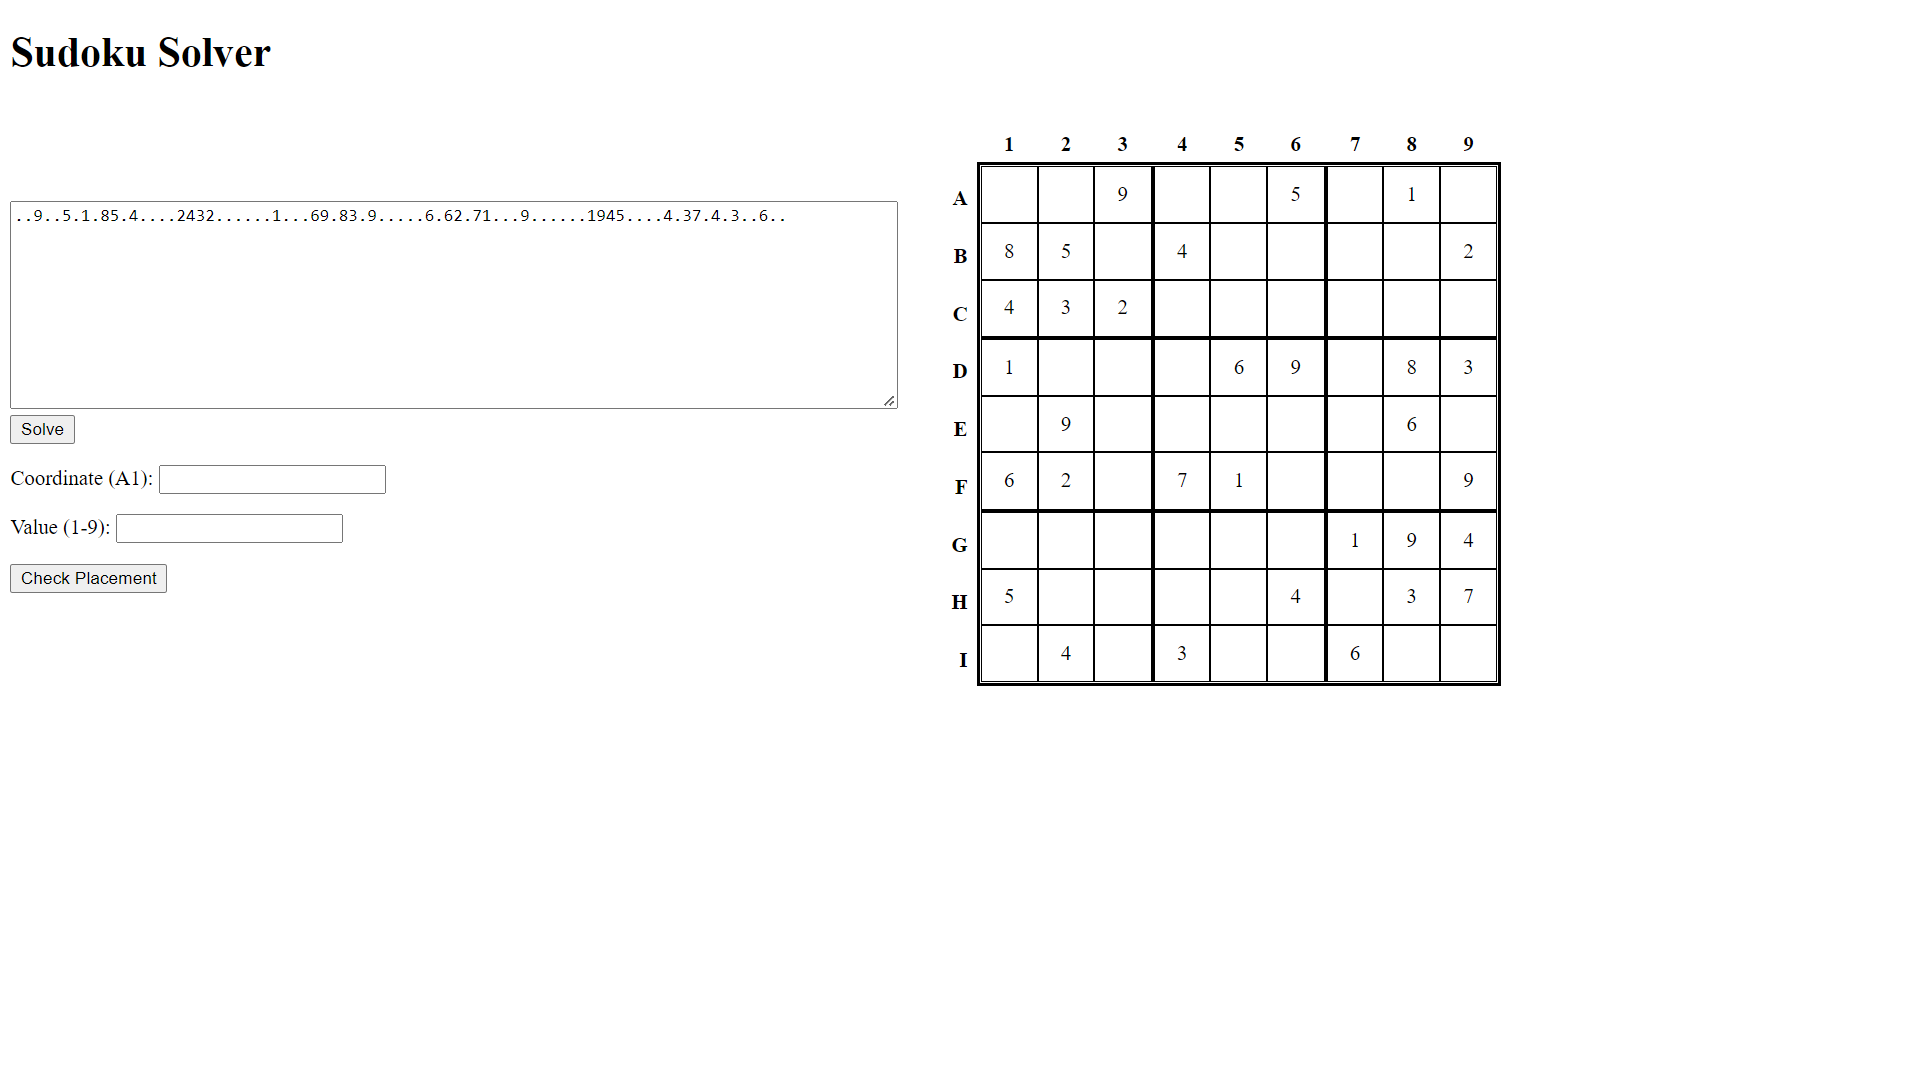 Sudoku Solver
..9..5.1.85.4....2432......1...69.83.9.....6.62.71...9......1945....4.37.4.3..6..
Solve
Coordinate (A1):
Value (1-9):
Check Placement
1 2 3 4 5 6 7 8 9
A 9 5 1
B 8 5 4 2
C 4 3 2
D 1 6 9 8 3
E 9 6
F 6 2 7 1 9
G 1 9 4
H 5 4 3 7
I 4 3 6